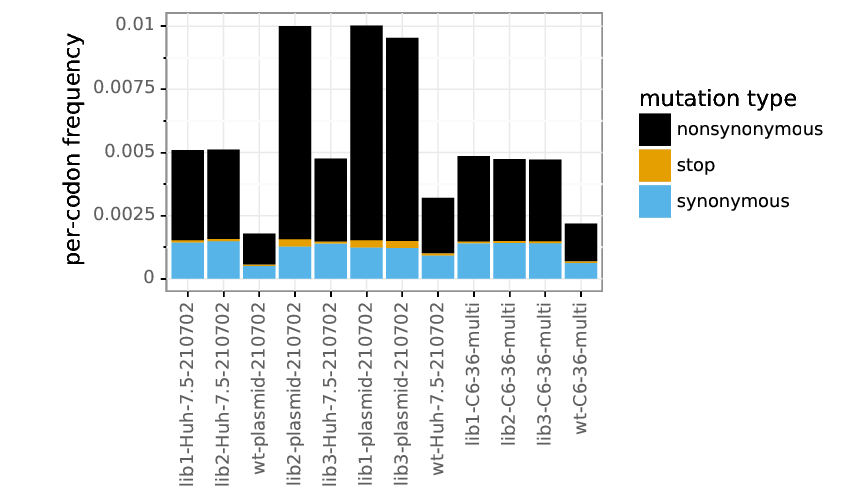 per-codon frequency
0.01
0.0075
0.005
0.0025
0
lib1-Huh-7.5-210702
lib2-Huh-7.5-210702
wt-plasmid-210702
lib2-plasmid-210702
lib3-Huh-7.5-210702
lib1-plasmid-210702
lib3-plasmid-210702
wt-Huh-7.5-210702
lib1-C6-36-multi
lib2-C6-36-multi
lib3-C6-36-multi
wt-C6-36-multi
mutation type
nonsynonymous
stop
synonymous